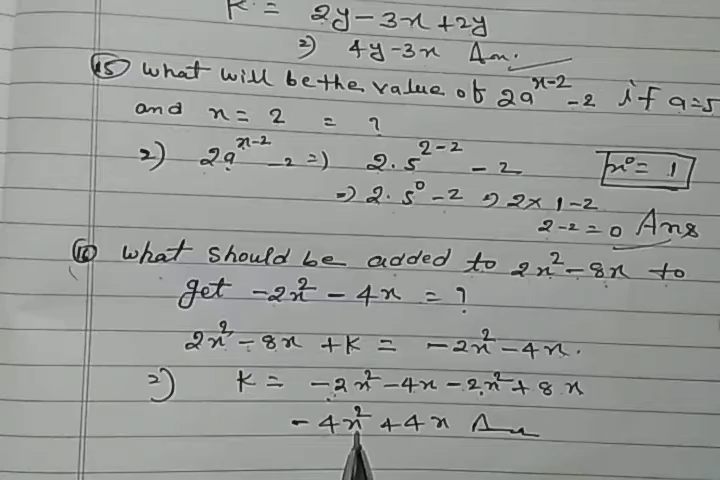 K = 2y - 3x + 2y
=) 4y - 3x Ans.
(15) What will be the value of 2a^(x-2) - 2 if a=5
and x = 2 = ?
=) 2a^(x-2) - 2 =) 2.5^(2-2) - 2 x^0 = 1
=) 2.5^0 - 2 =) 2 x 1 - 2
2 - 2 = 0 Ans
(16) What should be added to 2x² - 8x to
get -2x² - 4x = ?
2x² - 8x + K = -2x² - 4x.
=) K = -2x² - 4x - 2x² + 8x
- 4x² + 4x Ans